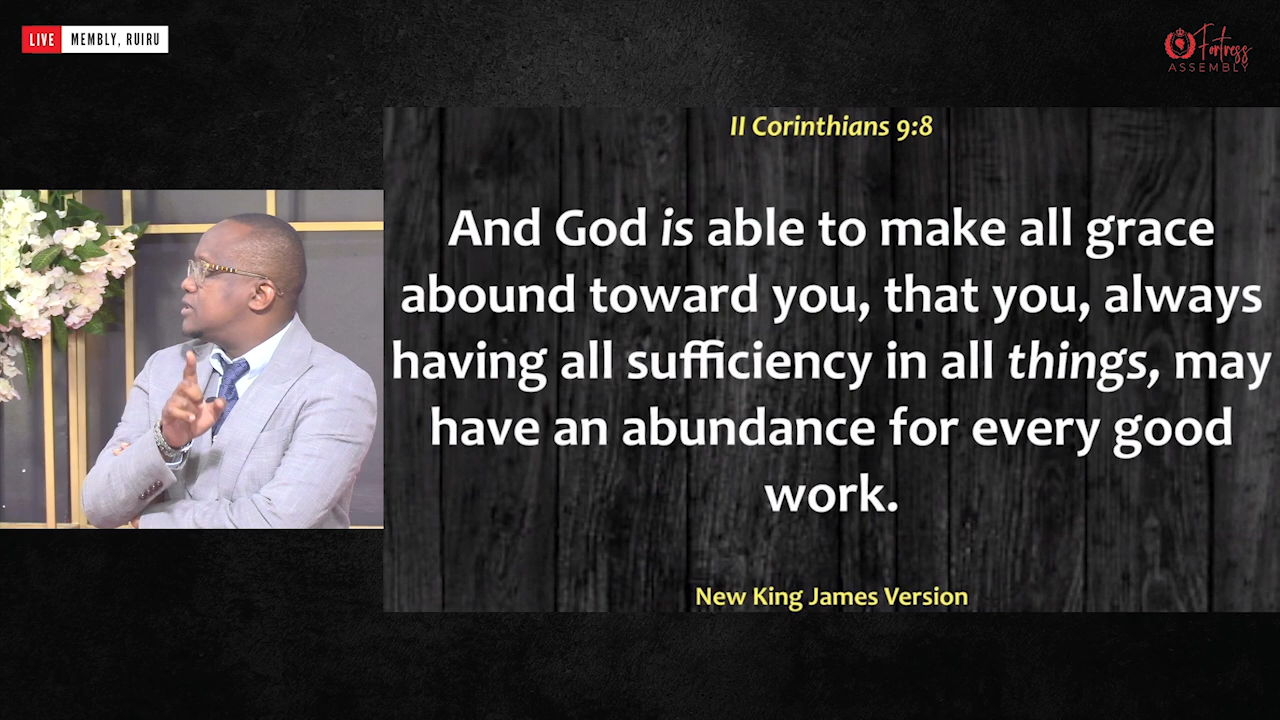 LIVE MEMBLY, RUIRU
Fortress
ASSEMBLY
II Corinthians 9:8
And God is able to make all grace
abound toward you, that you, always
having all sufficiency in all things, may
have an abundance for every good
work.
New King James Version